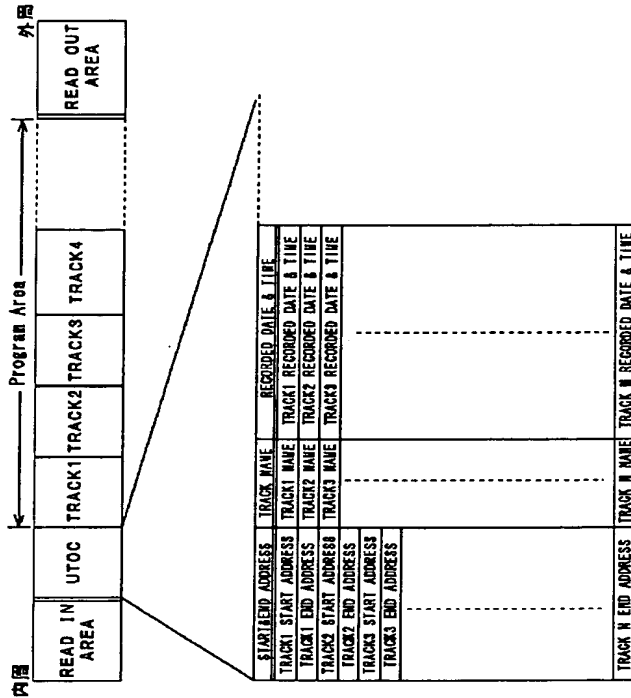 内周
外周
Program Area
READ IN
AREA
UTOC
TRACK1
TRACK2
TRACK3
TRACK4
READ OUT
AREA
START&END ADDRESS
TRACK NAME
RECORDED DATE & TIME
TRACK1 START ADDRESS
TRACK1 NAME
TRACK1 RECORDED DATE & TIME
TRACK1 END ADDRESS
TRACK2 NAME
TRACK2 RECORDED DATE & TIME
TRACK2 START ADDRESS
TRACK3 NAME
TRACK3 RECORDED DATE & TIME
TRACK2 END ADDRESS
TRACK3 START ADDRESS
TRACK3 END ADDRESS
TRACK N END ADDRESS
TRACK N NAME
TRACK N RECORDED DATE & TIME